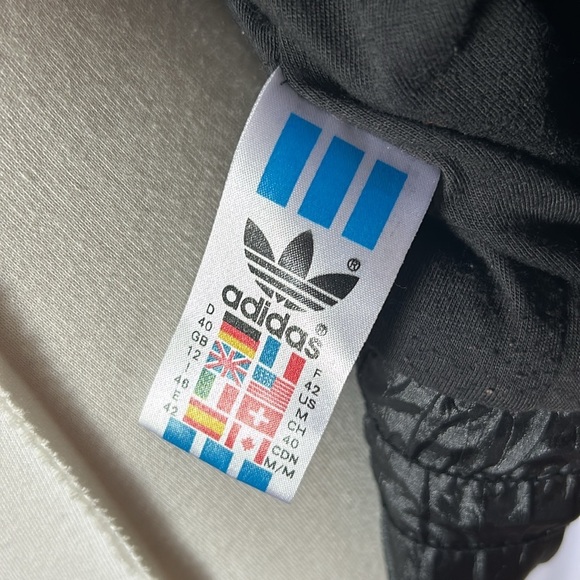 ®
adidas®
D 40
F 42
GB 12
US M
I 46
CH 40
E 42
CDN M/M